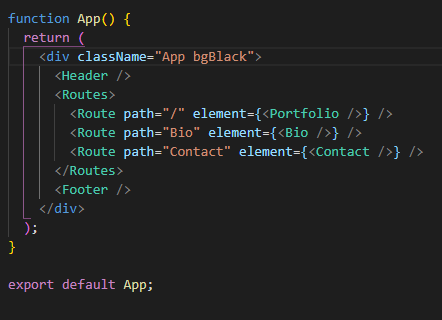 function App() {
return (
<div className="App bgBlack">
<Header />
<Routes>
<Route path="/" element={<Portfolio />} />
<Route path="Bio" element={<Bio />} />
<Route path="Contact" element={<Contact />} />
</Routes>
<Footer />
</div>
);
}
export default App;